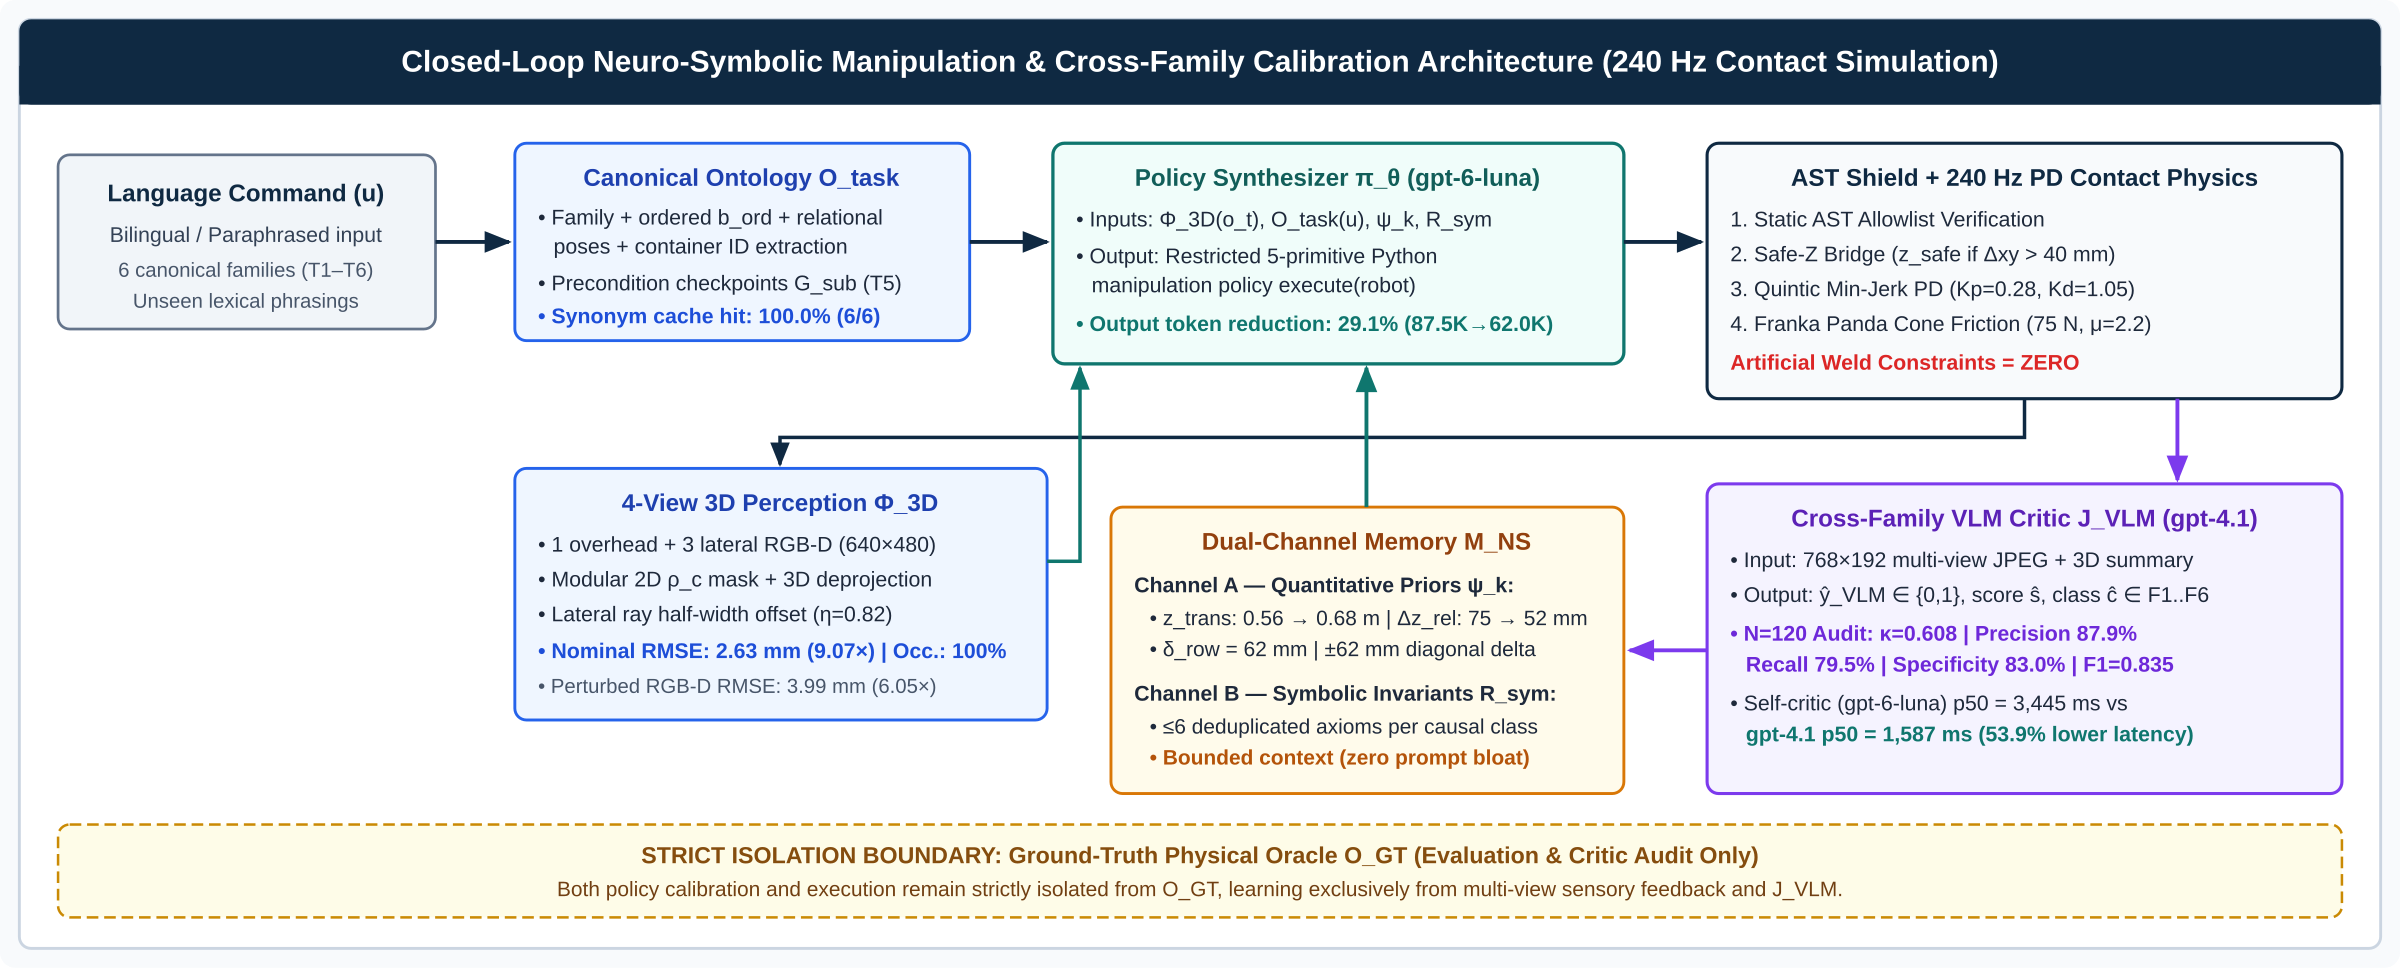 Closed-Loop Neuro-Symbolic Manipulation & Cross-Family Calibration Architecture (240 Hz Contact Simulation)
Language Command (u)
Bilingual / Paraphrased input
6 canonical families (T1–T6)
Unseen lexical phrasings
Canonical Ontology O_task
• Family + ordered b_ord + relational
poses + container ID extraction
• Precondition checkpoints G_sub (T5)
• Synonym cache hit: 100.0% (6/6)
Policy Synthesizer π_θ (gpt-6-luna)
• Inputs: Φ_3D(o_t), O_task(u), ψ_k, R_sym
• Output: Restricted 5-primitive Python
manipulation policy execute(robot)
• Output token reduction: 29.1% (87.5K→62.0K)
AST Shield + 240 Hz PD Contact Physics
1. Static AST Allowlist Verification
2. Safe-Z Bridge (z_safe if Δxy > 40 mm)
3. Quintic Min-Jerk PD (Kp=0.28, Kd=1.05)
4. Franka Panda Cone Friction (75 N, μ=2.2)
Artificial Weld Constraints = ZERO
4-View 3D Perception Φ_3D
• 1 overhead + 3 lateral RGB-D (640×480)
• Modular 2D ρ_c mask + 3D deprojection
• Lateral ray half-width offset (η=0.82)
• Nominal RMSE: 2.63 mm (9.07×) | Occ.: 100%
• Perturbed RGB-D RMSE: 3.99 mm (6.05×)
Dual-Channel Memory M_NS
Channel A — Quantitative Priors ψ_k:
• z_trans: 0.56 → 0.68 m | Δz_rel: 75 → 52 mm
• δ_row = 62 mm | ±62 mm diagonal delta
Channel B — Symbolic Invariants R_sym:
• ≤6 deduplicated axioms per causal class
• Bounded context (zero prompt bloat)
Cross-Family VLM Critic J_VLM (gpt-4.1)
• Input: 768×192 multi-view JPEG + 3D summary
• Output: ŷ_VLM ∈ {0,1}, score ŝ, class ĉ ∈ F1..F6
• N=120 Audit: κ=0.608 | Precision 87.9%
Recall 79.5% | Specificity 83.0% | F1=0.835
• Self-critic (gpt-6-luna) p50 = 3,445 ms vs
gpt-4.1 p50 = 1,587 ms (53.9% lower latency)
STRICT ISOLATION BOUNDARY: Ground-Truth Physical Oracle O_GT (Evaluation & Critic Audit Only)
Both policy calibration and execution remain strictly isolated from O_GT, learning exclusively from multi-view sensory feedback and J_VLM.